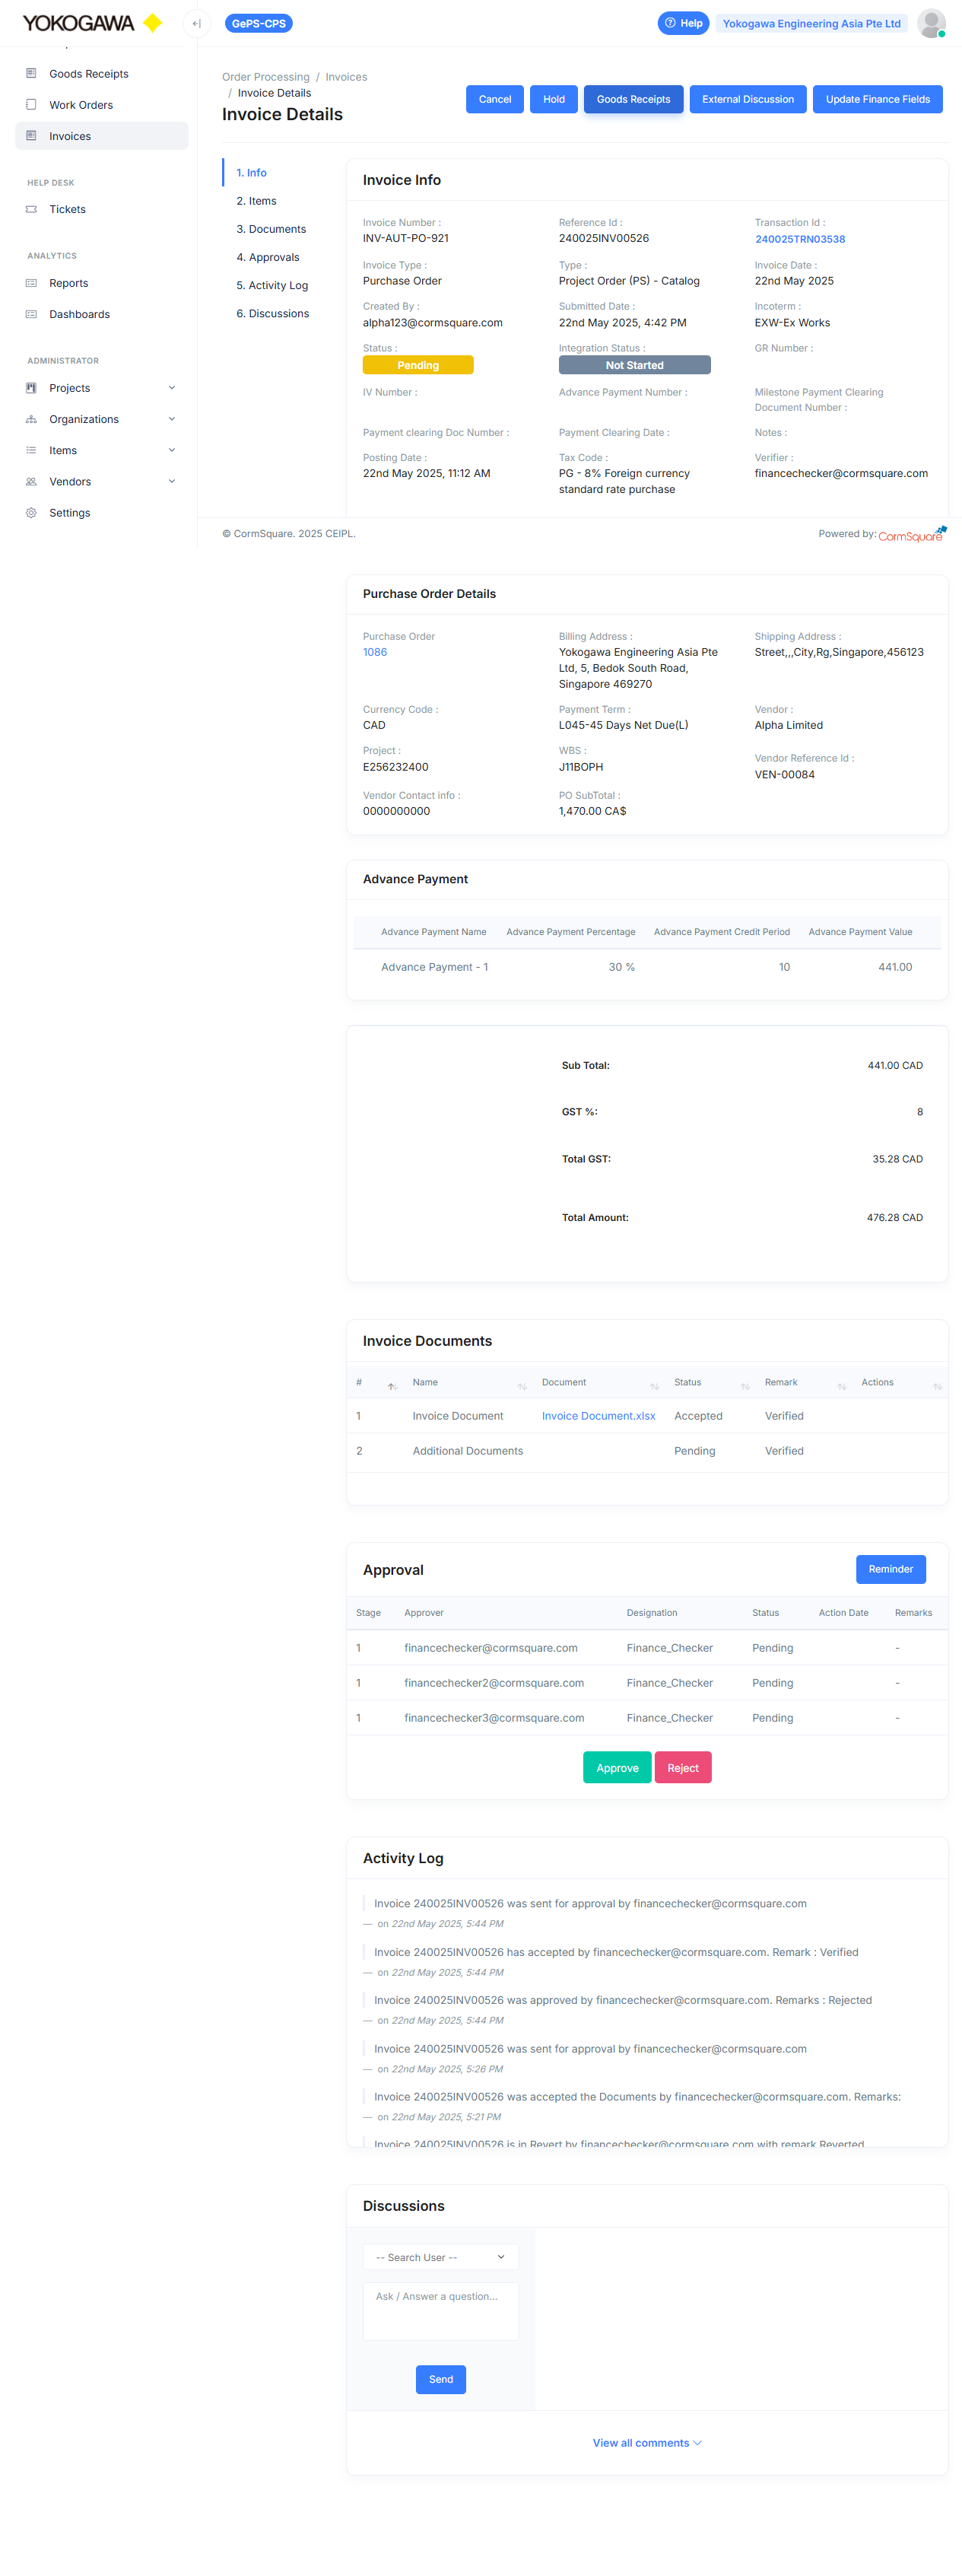 YOKOGAWA
GePS-CPS
Help
Yokogawa Engineering Asia Pte Ltd
Goods Receipts
Work Orders
Invoices
HELP DESK
Tickets
ANALYTICS
Reports
Dashboards
ADMINISTRATOR
Projects
Organizations
Items
Vendors
Settings
Order Processing / Invoices
/ Invoice Details
Invoice Details
Cancel
Hold
Goods Receipts
External Discussion
Update Finance Fields
1. Info
2. Items
3. Documents
4. Approvals
5. Activity Log
6. Discussions
Invoice Info
Invoice Number :
INV-AUT-PO-921
Reference Id :
240025INV00526
Transaction Id :
240025TRN03538
Invoice Type :
Purchase Order
Type :
Project Order (PS) - Catalog
Invoice Date :
22nd May 2025
Created By :
alpha123@cormsquare.com
Submitted Date :
22nd May 2025, 4:42 PM
Incoterm :
EXW-Ex Works
Status :
Pending
Integration Status :
Not Started
GR Number :
IV Number :
Advance Payment Number :
Milestone Payment Clearing
Document Number :
Payment clearing Doc Number :
Payment Clearing Date :
Notes :
Posting Date :
22nd May 2025, 11:12 AM
Tax Code :
PG - 8% Foreign currency
standard rate purchase
Verifier :
financechecker@cormsquare.com
© CormSquare. 2025 CEIPL.
Powered by: CormSquare
Purchase Order Details
Purchase Order
1086
Billing Address :
Yokogawa Engineering Asia Pte
Ltd, 5, Bedok South Road,
Singapore 469270
Shipping Address :
Street,,,City,Rg,Singapore,456123
Currency Code :
CAD
Payment Term :
L045-45 Days Net Due(L)
Vendor :
Alpha Limited
Project :
E256232400
WBS :
J11BOPH
Vendor Reference Id :
VEN-00084
Vendor Contact info :
0000000000
PO SubTotal :
1,470.00 CA$
Advance Payment
Advance Payment Name Advance Payment Percentage Advance Payment Credit Period Advance Payment Value
Advance Payment - 1 30 % 10 441.00
Sub Total: 441.00 CAD
GST %: 8
Total GST: 35.28 CAD
Total Amount: 476.28 CAD
Invoice Documents
# Name Document Status Remark Actions
1 Invoice Document Invoice Document.xlsx Accepted Verified
2 Additional Documents Pending Verified
Approval
Reminder
Stage Approver Designation Status Action Date Remarks
1 financechecker@cormsquare.com Finance_Checker Pending -
1 financechecker2@cormsquare.com Finance_Checker Pending -
1 financechecker3@cormsquare.com Finance_Checker Pending -
Approve Reject
Activity Log
Invoice 240025INV00526 was sent for approval by financechecker@cormsquare.com
— on 22nd May 2025, 5:44 PM
Invoice 240025INV00526 has accepted by financechecker@cormsquare.com. Remark : Verified
— on 22nd May 2025, 5:44 PM
Invoice 240025INV00526 was approved by financechecker@cormsquare.com. Remarks : Rejected
— on 22nd May 2025, 5:44 PM
Invoice 240025INV00526 was sent for approval by financechecker@cormsquare.com
— on 22nd May 2025, 5:26 PM
Invoice 240025INV00526 was accepted the Documents by financechecker@cormsquare.com. Remarks:
— on 22nd May 2025, 5:21 PM
Invoice 240025INV00526 is in Revert by financechecker@cormsquare.com with remark Reverted
Discussions
-- Search User --
Ask / Answer a question...
Send
View all comments